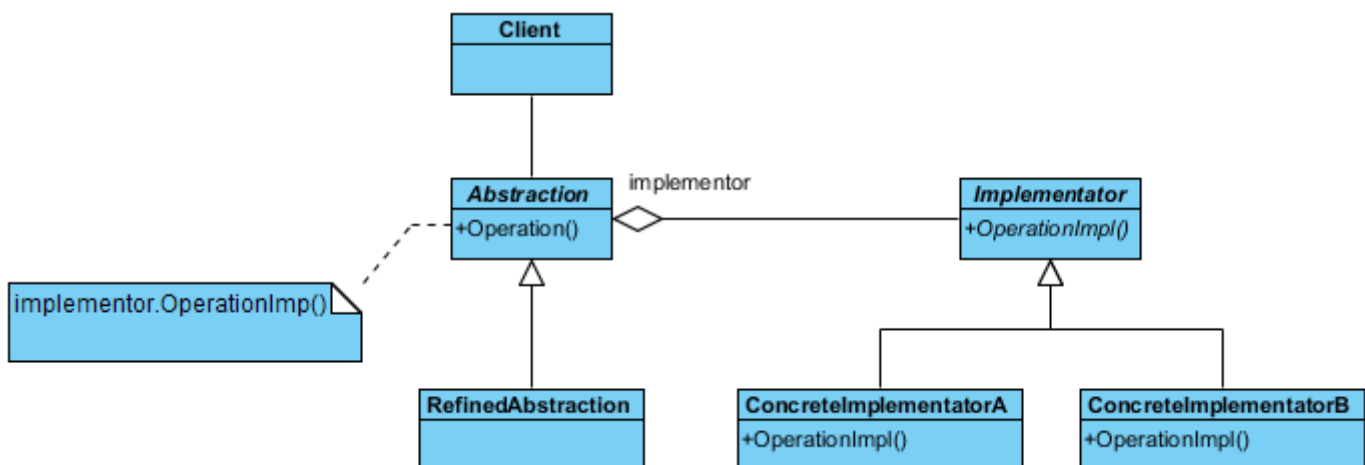 Client
Abstraction
+Operation()
implementor
Implementator
+OperationImpl()
implementor.OperationImp()
RefinedAbstraction
ConcreteImplementatorA
+OperationImpl()
ConcreteImplementatorB
+OperationImpl()